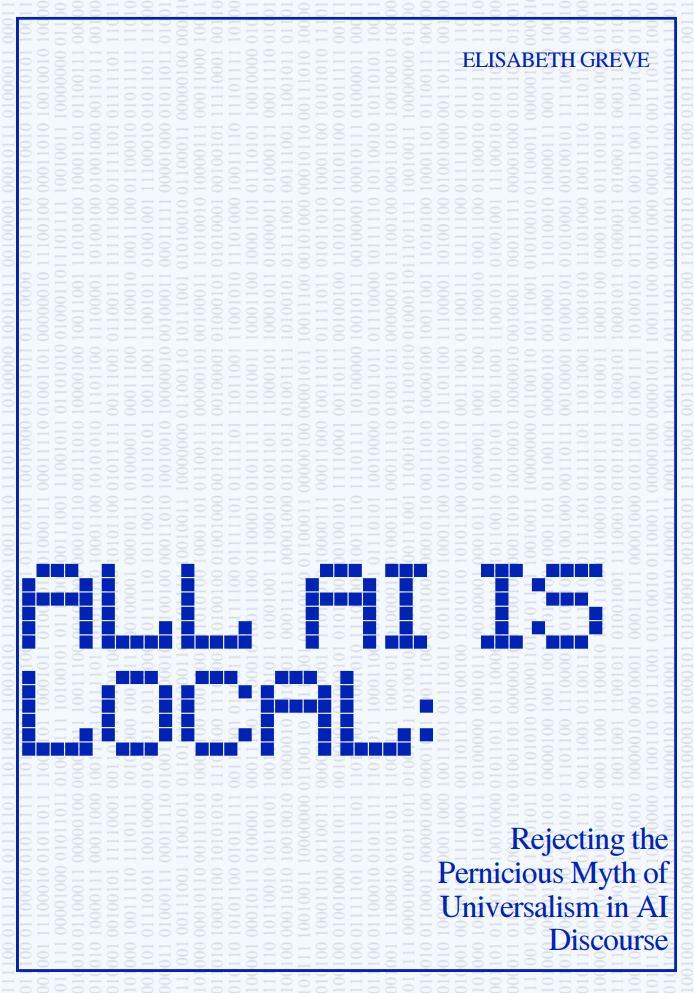 ELISABETH GREVE
ALL AI IS
LOCAL:
Rejecting the
Pernicious Myth of
Universalism in AI
Discourse